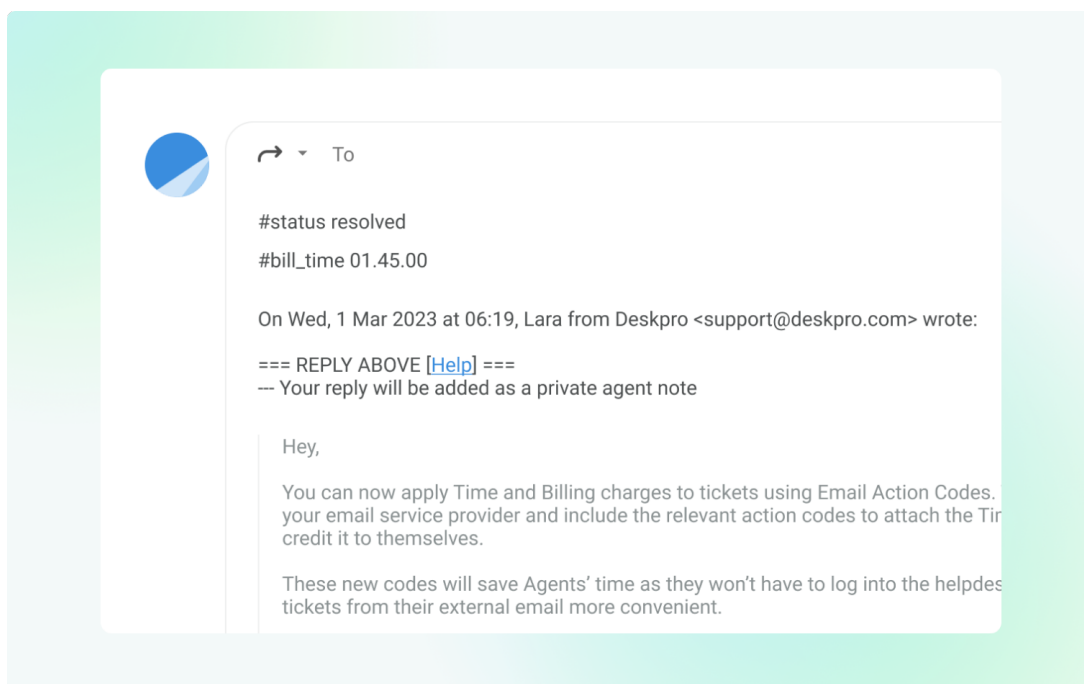 To
#status resolved
#bill_time 01.45.00
On Wed, 1 Mar 2023 at 06:19, Lara from Deskpro <support@deskpro.com> wrote:
=== REPLY ABOVE [Help] ===
--- Your reply will be added as a private agent note
Hey,
You can now apply Time and Billing charges to tickets using Email Action Codes.
your email service provider and include the relevant action codes to attach the
credit it to themselves.
These new codes will save Agents’ time as they won’t have to log into the
tickets from their external email more convenient.